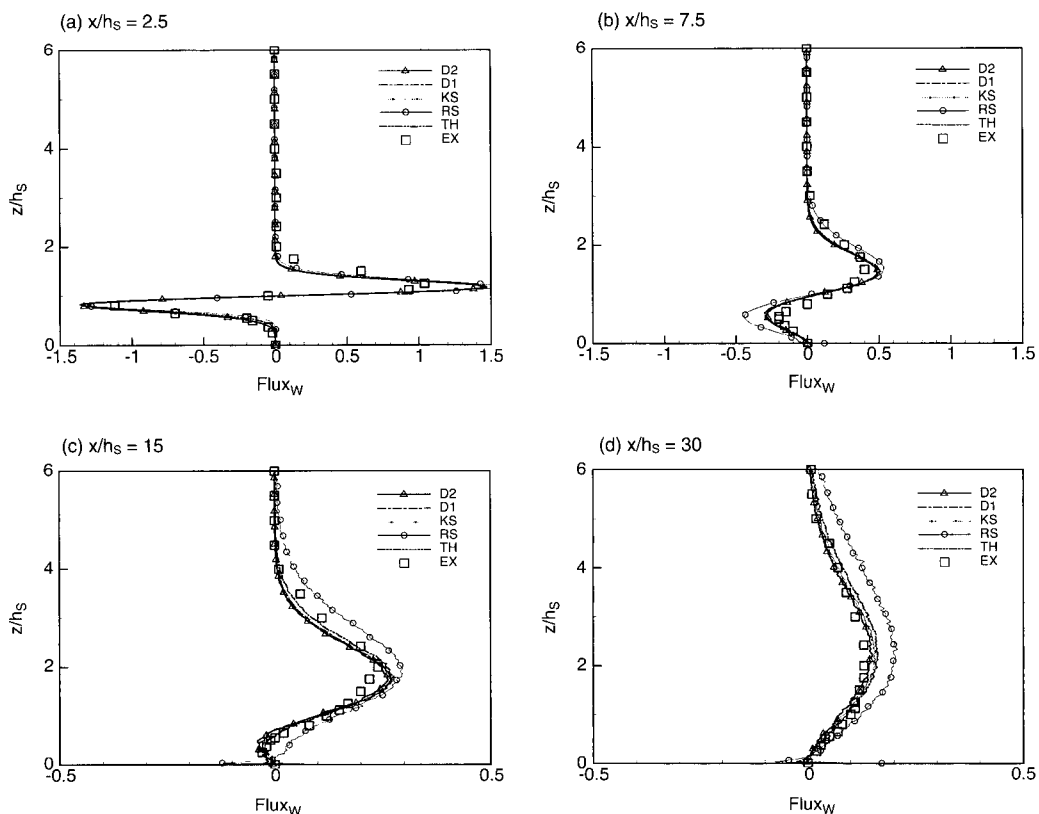 (a) x/hS = 2.5
6
4
2
0
z/hS
-1.5
-1
-0.5
0
0.5
1
1.5
FluxW
D2
D1
KS
RS
TH
EX
(b) x/hS = 7.5
6
4
2
0
z/hS
-1.5
-1
-0.5
0
0.5
1
1.5
FluxW
D2
D1
KS
RS
TH
EX
(c) x/hS = 15
6
4
2
0
z/hS
-0.5
0
0.5
FluxW
D2
D1
KS
RS
TH
EX
(d) x/hS = 30
6
4
2
0
z/hS
-0.5
0
0.5
FluxW
D2
D1
KS
RS
TH
EX